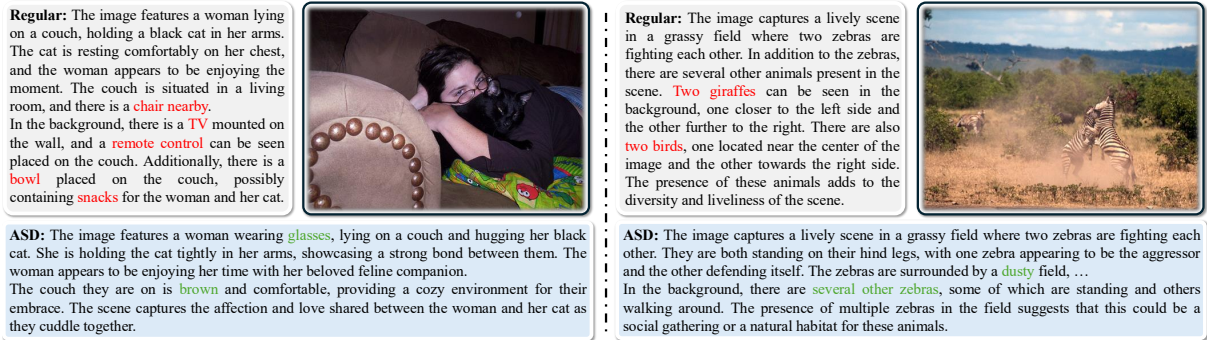 Regular: The image features a woman lying
on a couch, holding a black cat in her arms.
The cat is resting comfortably on her chest,
and the woman appears to be enjoying the
moment. The couch is situated in a living
room, and there is a chair nearby.
In the background, there is a TV mounted on
the wall, and a remote control can be seen
placed on the couch. Additionally, there is a
bowl placed on the couch, possibly
containing snacks for the woman and her cat.
ASD: The image features a woman wearing glasses, lying on a couch and hugging her black
cat. She is holding the cat tightly in her arms, showcasing a strong bond between them. The
woman appears to be enjoying her time with her beloved feline companion.
The couch they are on is brown and comfortable, providing a cozy environment for their
embrace. The scene captures the affection and love shared between the woman and her cat as
they cuddle together.
Regular: The image captures a lively scene
in a grassy field where two zebras are
fighting each other. In addition to the zebras,
there are several other animals present in the
scene. Two giraffes can be seen in the
background, one closer to the left side and
the other further to the right. There are also
two birds, one located near the center of the
image and the other towards the right side.
The presence of these animals adds to the
diversity and liveliness of the scene.
ASD: The image captures a lively scene in a grassy field where two zebras are fighting each
other. They are both standing on their hind legs, with one zebra appearing to be the aggressor
and the other defending itself. The zebras are surrounded by a dusty field, …
In the background, there are several other zebras, some of which are standing and others
walking around. The presence of multiple zebras in the field suggests that this could be a
social gathering or a natural habitat for these animals.